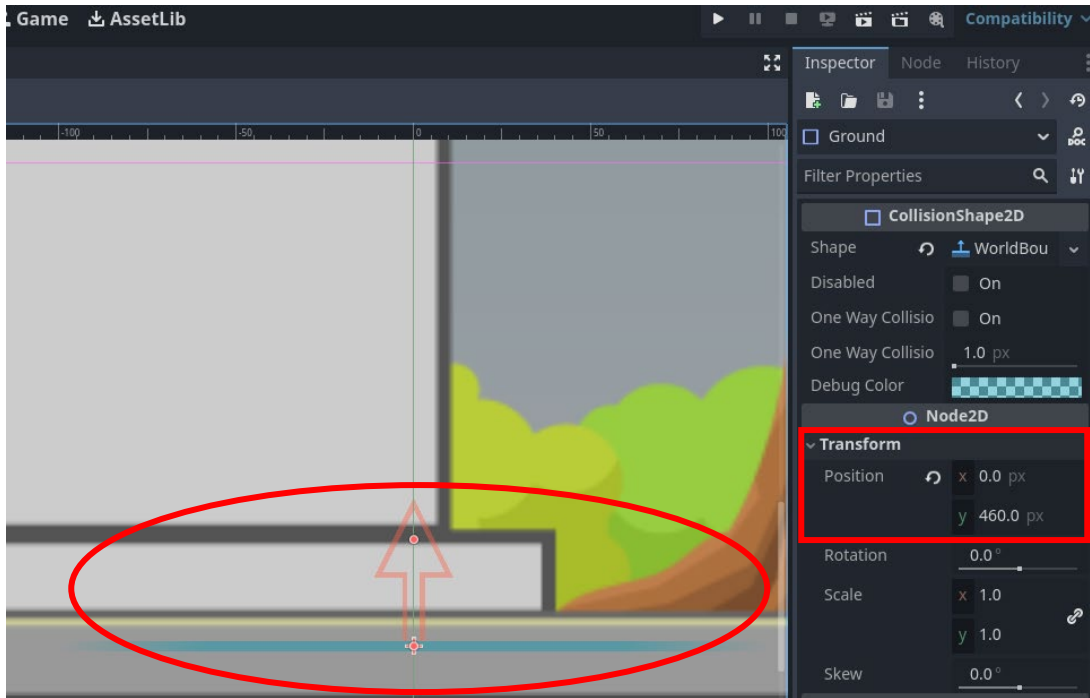 Game AssetLib
Compatibility
Inspector Node History
-100 -50 0 50 100
Ground
DOC
Filter Properties
CollisionShape2D
Shape WorldBou
Disabled On
One Way Collisio On
One Way Collisio 1.0 px
Debug Color
Node2D
Transform
Position x 0.0 px
y 460.0 px
Rotation 0.0 °
Scale x 1.0
y 1.0
Skew 0.0 °